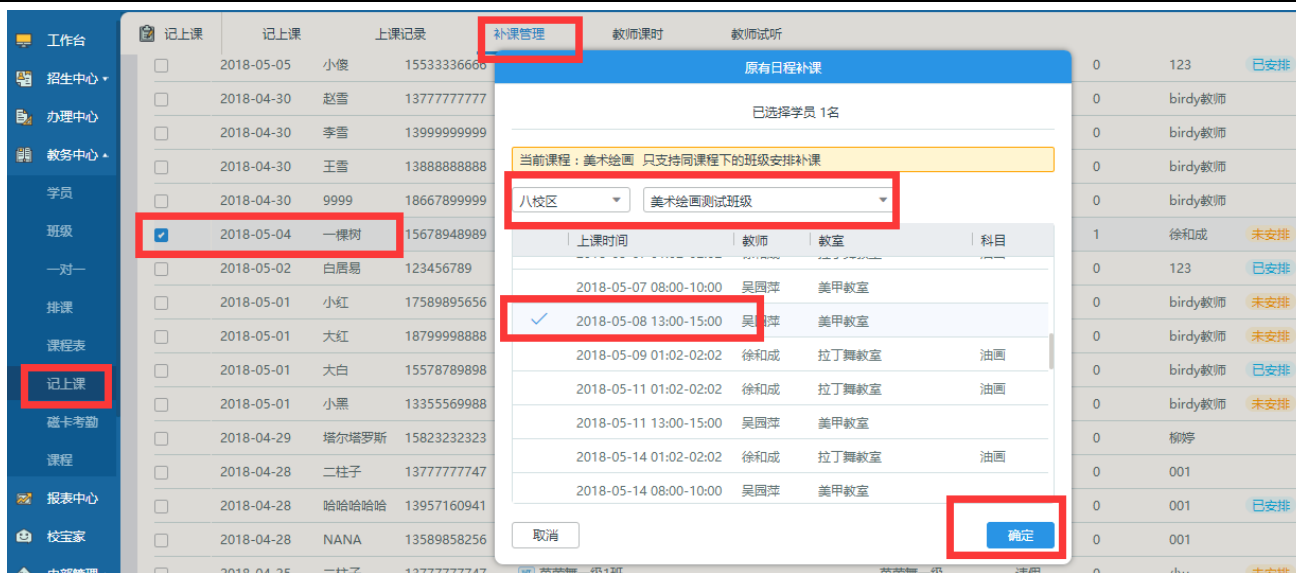 工作台
招生中心
办理中心
教务中心
学员
班级
一对一
排课
课程表
记上课
磁卡考勤
课程
报表中心
校宝家
内部管理
记上课 记上课 上课记录 补课管理 教师课时 教师试听
2018-05-05 小傻 15533336666 0 123 已安排
2018-04-30 赵雪 13777777777 0 birdy教师
2018-04-30 李雪 13999999999 0 birdy教师
2018-04-30 王雪 13888888888 0 birdy教师
2018-04-30 9999 18667899999 0 birdy教师
2018-05-04 一棵树 15678948989 1 徐和成 未安排
2018-05-02 白居易 123456789 0 123 已安排
2018-05-01 小红 17589895656 0 birdy教师 未安排
2018-05-01 大红 18799998888 0 birdy教师 未安排
2018-05-01 大白 15578789898 0 birdy教师 已安排
2018-05-01 小黑 13355569988 0 birdy教师 未安排
2018-04-29 塔尔塔罗斯 15823232323 0 柳婷
2018-04-28 二柱子 13777777747 0 001
2018-04-28 哈哈哈哈哈 13957160941 0 001 已安排
2018-04-28 NANA 13589858256 0 001
原有日程补课
已选择学员 1名
当前课程：美术绘画 只支持同课程下的班级安排补课
八校区 美术绘画测试班级
上课时间 教师 教室 科目
2018-05-07 08:00-10:00 吴园萍 美甲教室
2018-05-08 13:00-15:00 吴园萍 美甲教室
2018-05-09 01:02-02:02 徐和成 拉丁舞教室 油画
2018-05-11 01:02-02:02 徐和成 拉丁舞教室 油画
2018-05-11 13:00-15:00 吴园萍 美甲教室
2018-05-14 01:02-02:02 徐和成 拉丁舞教室 油画
2018-05-14 08:00-10:00 吴园萍 美甲教室
取消 确定